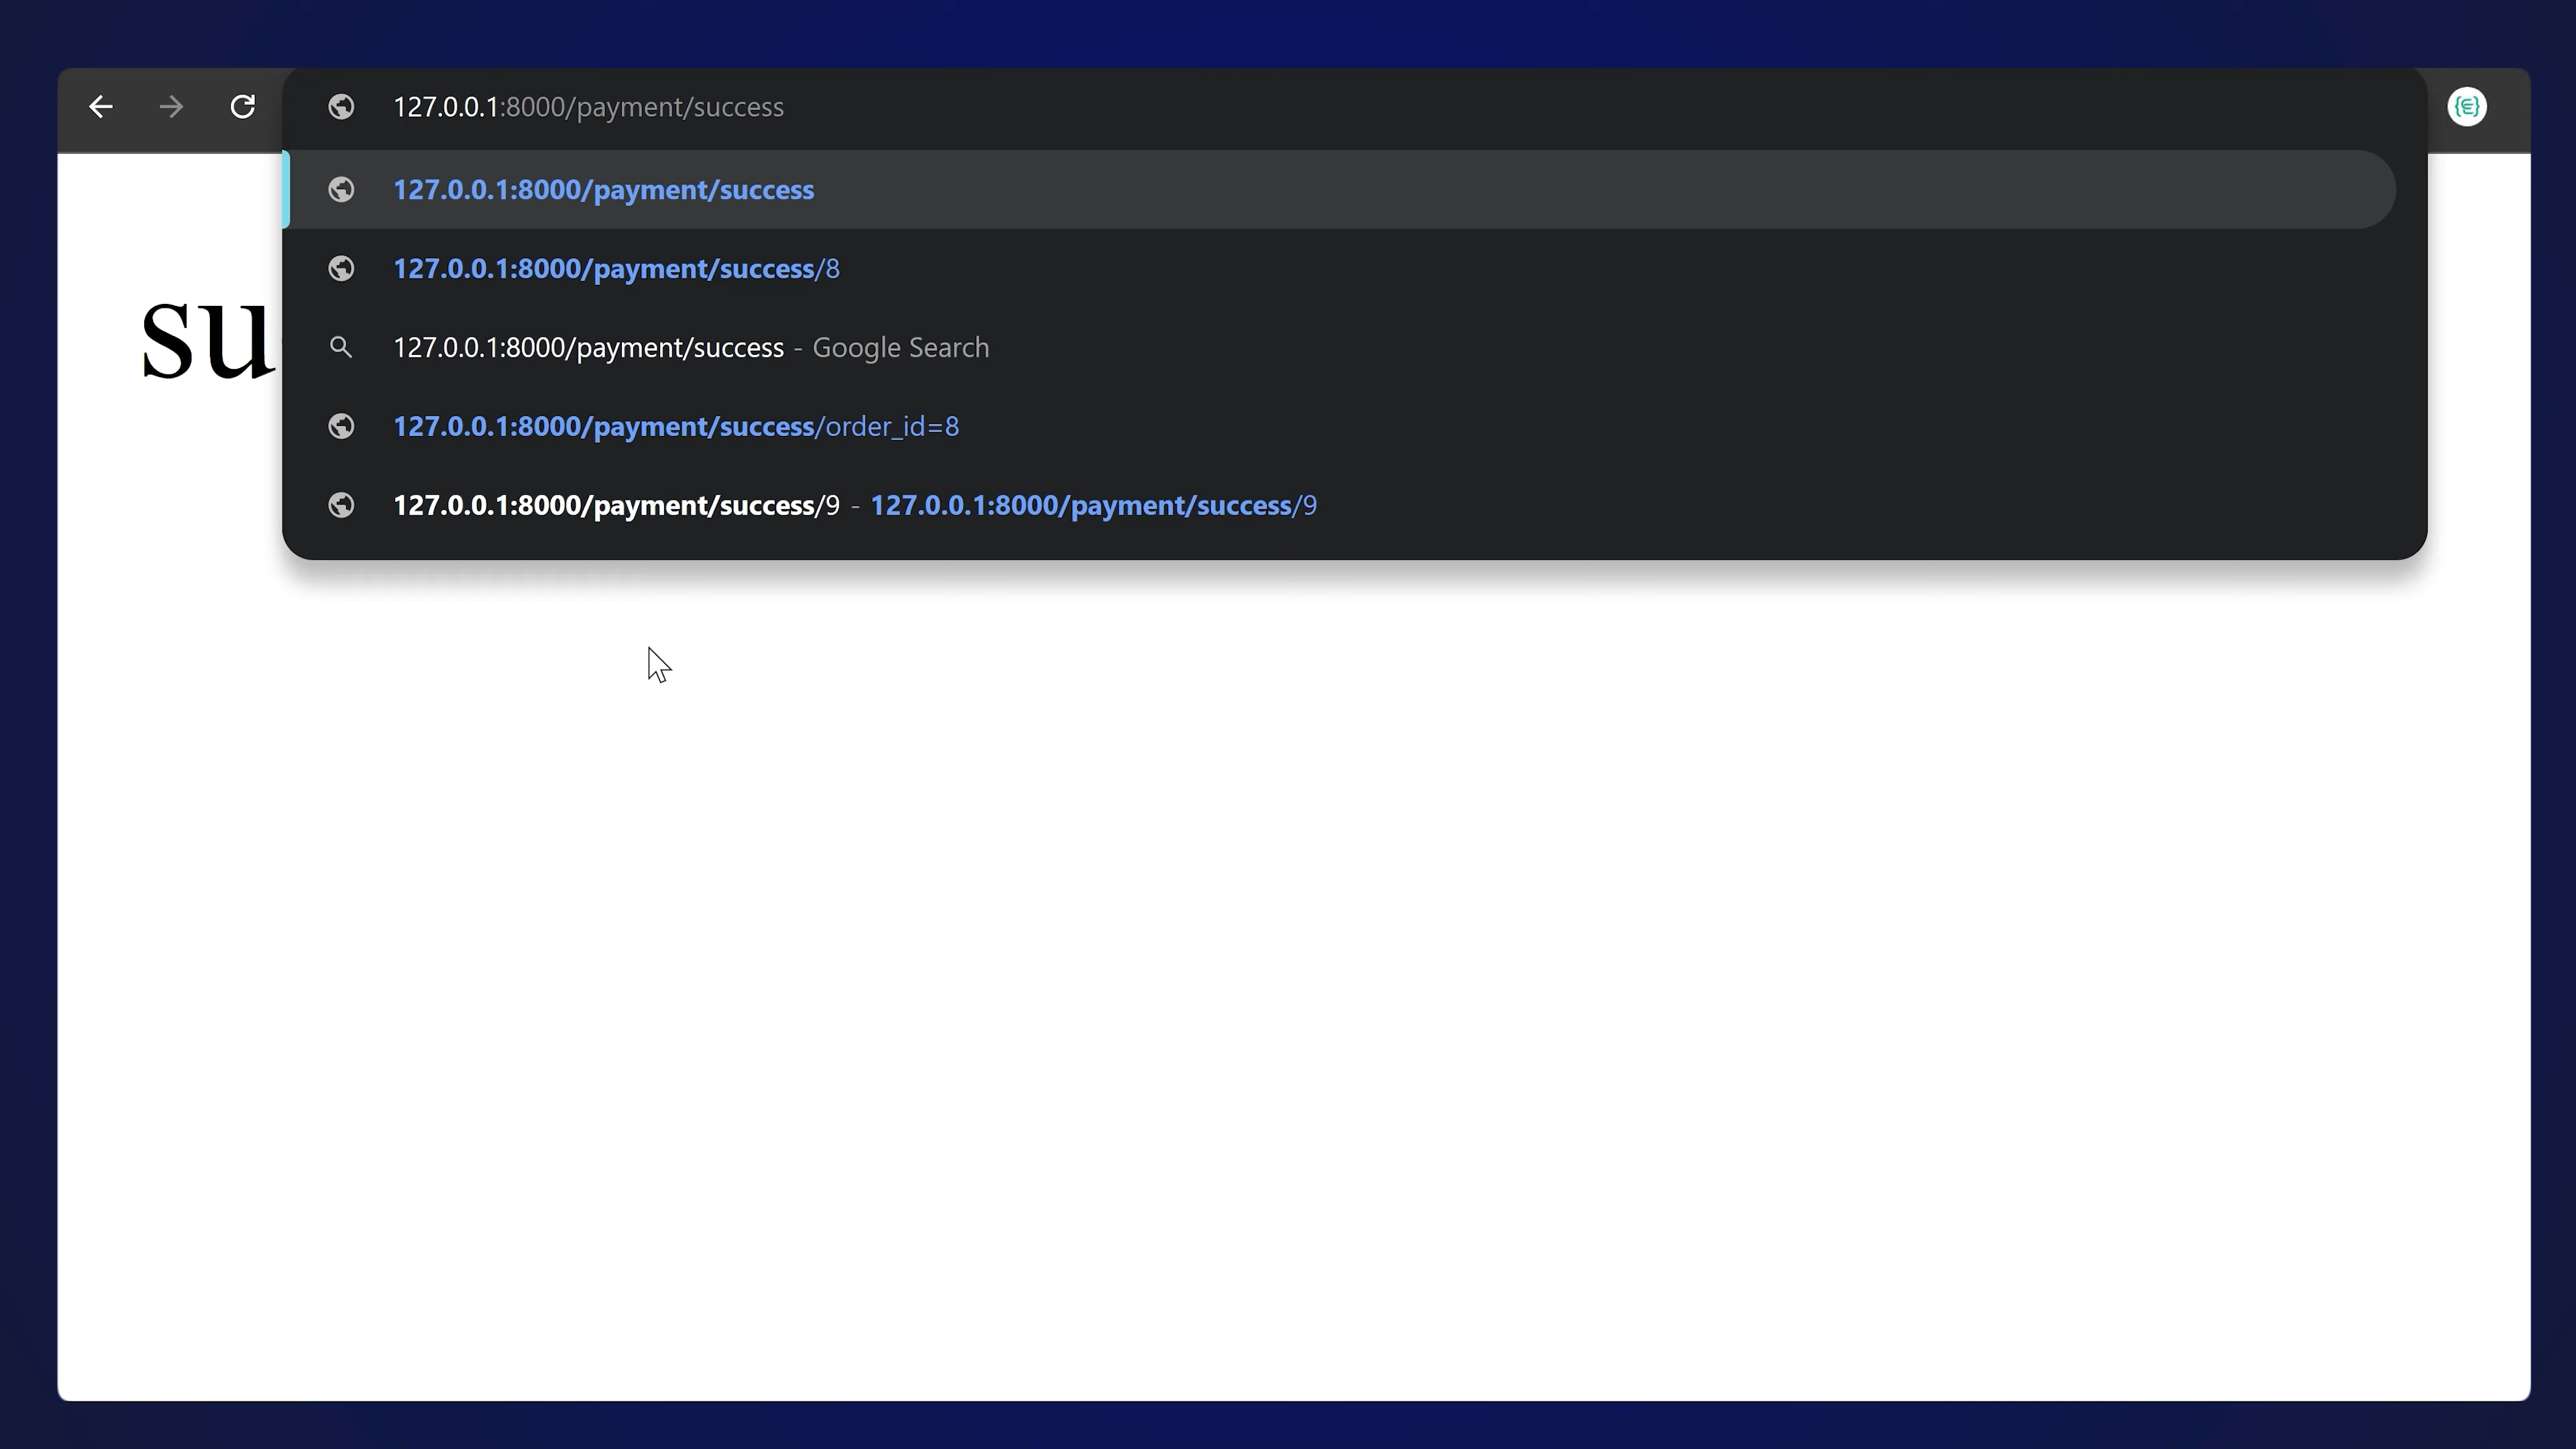 127.0.0.1:8000/payment/success
127.0.0.1:8000/payment/success
127.0.0.1:8000/payment/success/8
127.0.0.1:8000/payment/success - Google Search
su
127.0.0.1:8000/payment/success/order_id=8
127.0.0.1:8000/payment/success/9 - 127.0.0.1:8000/payment/success/9